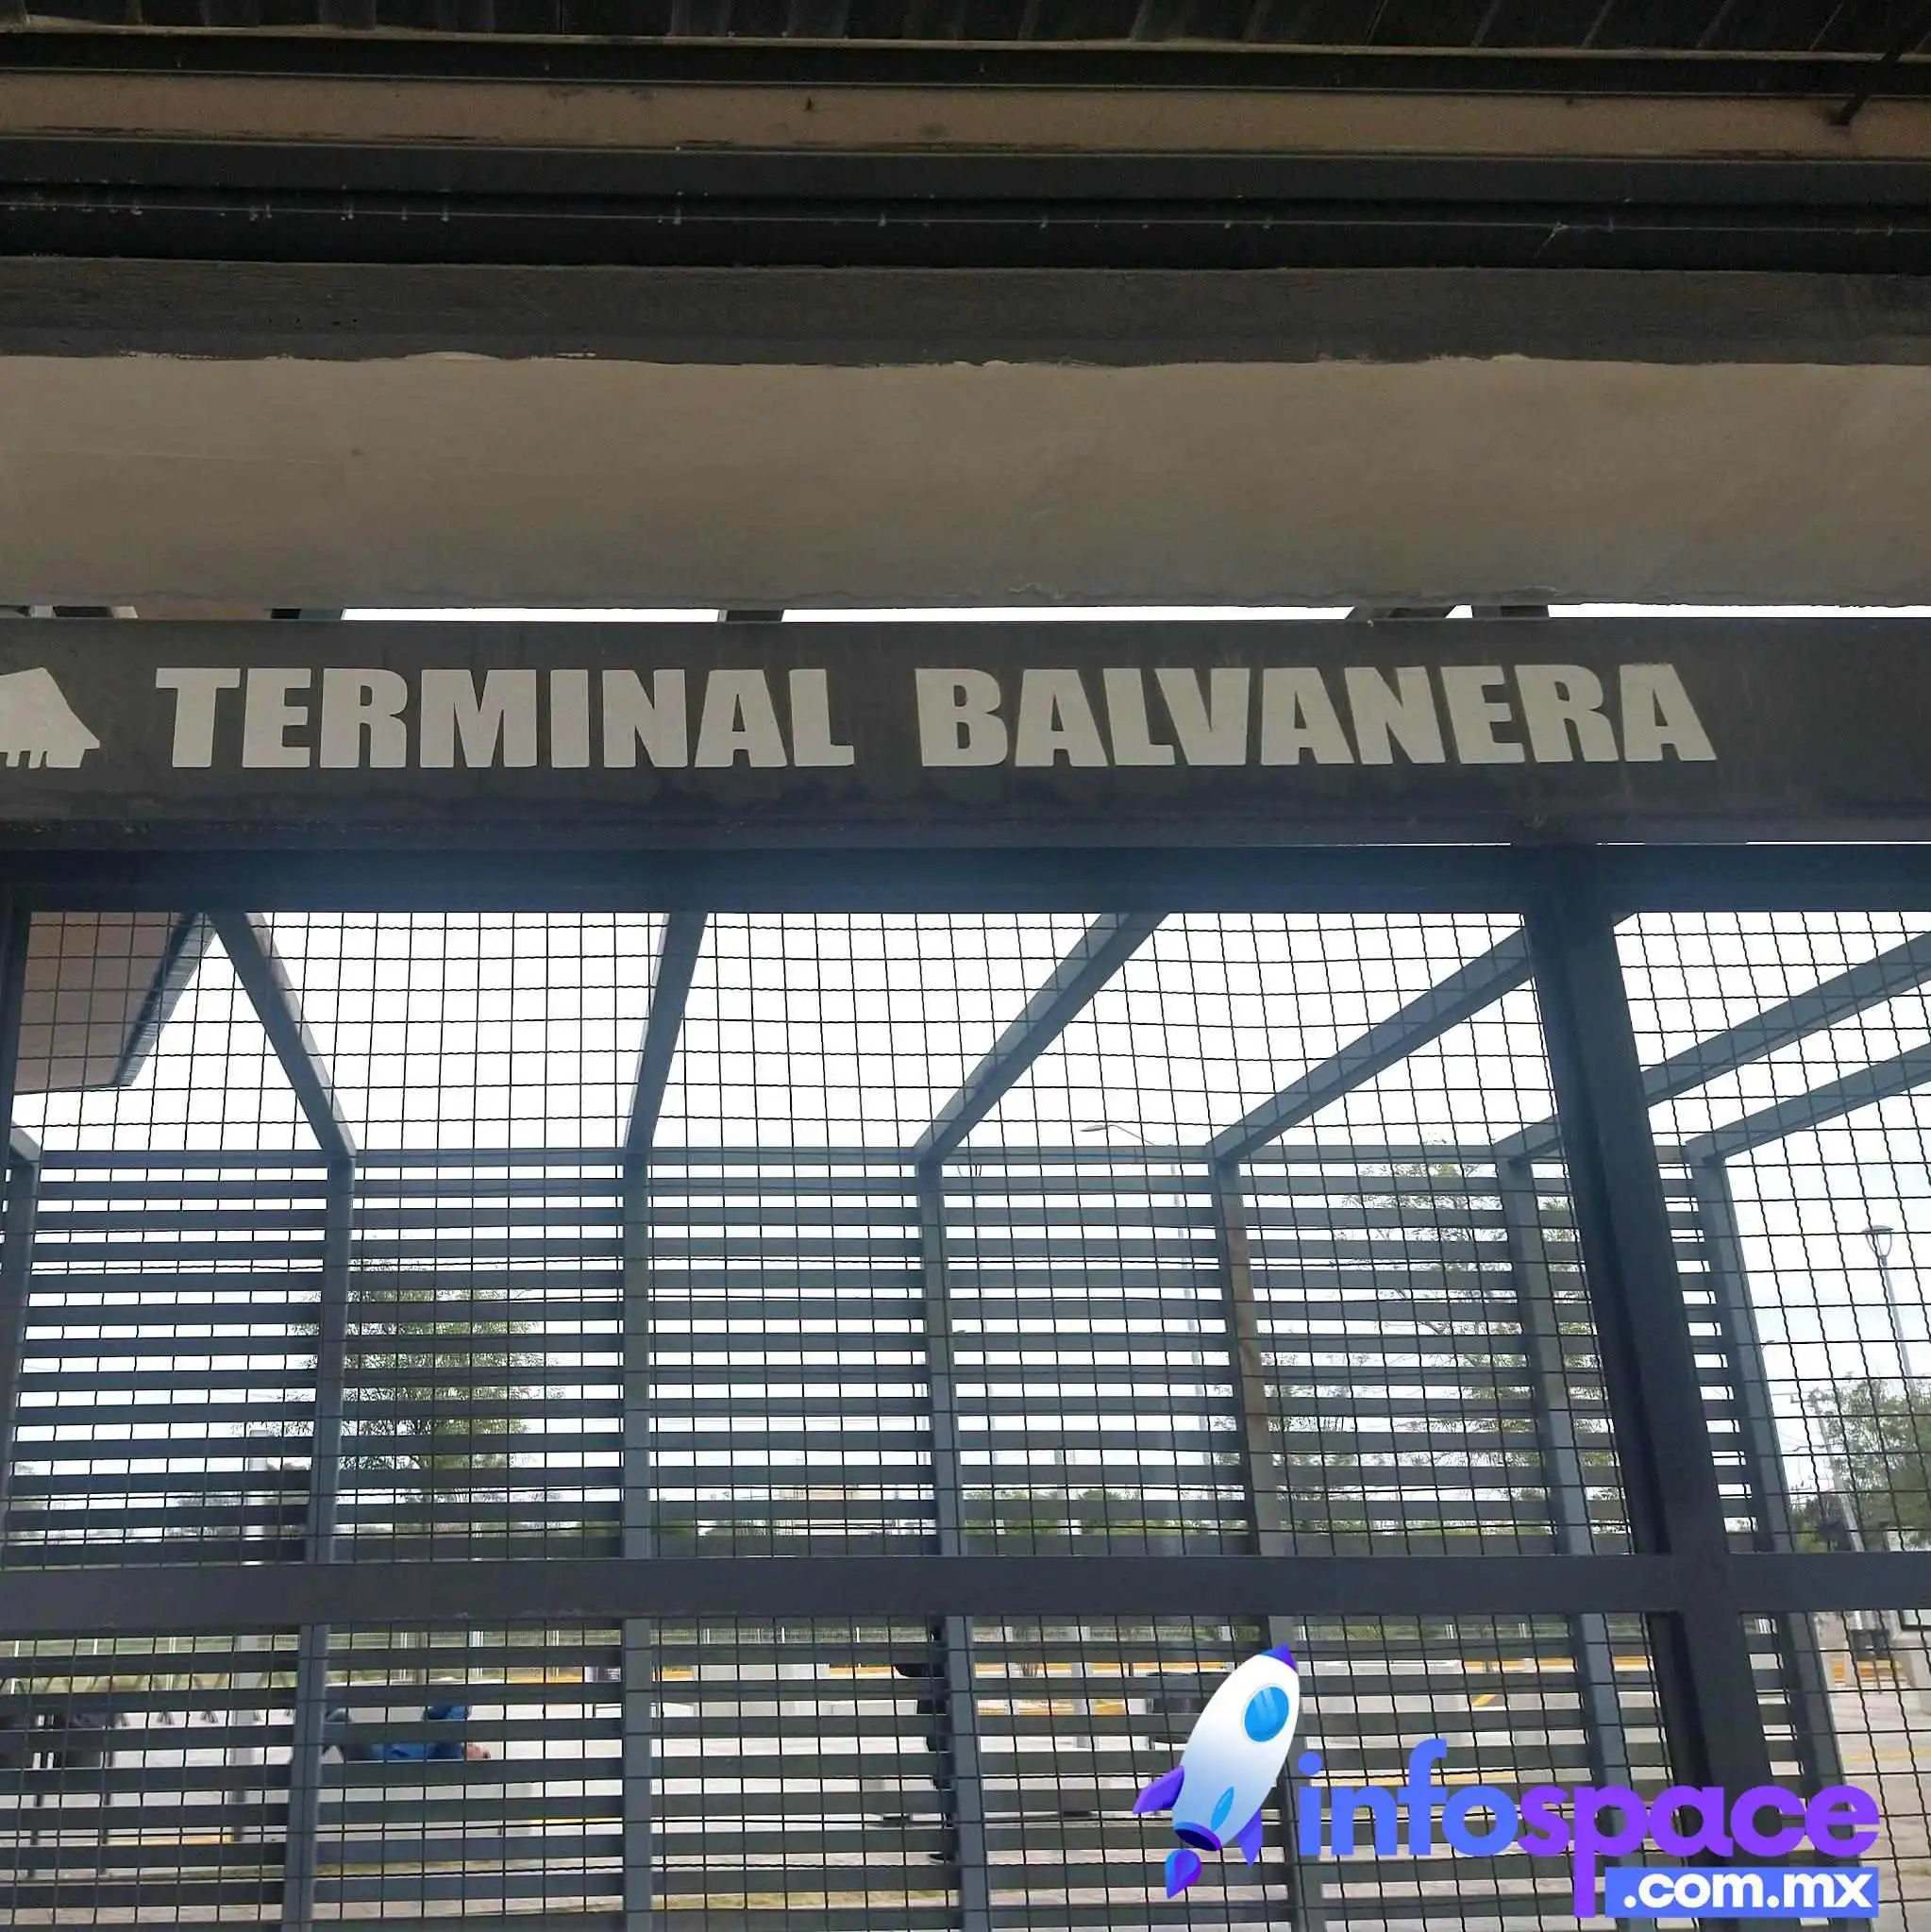 TERMINAL BALVANERA
infospace
.com.mx